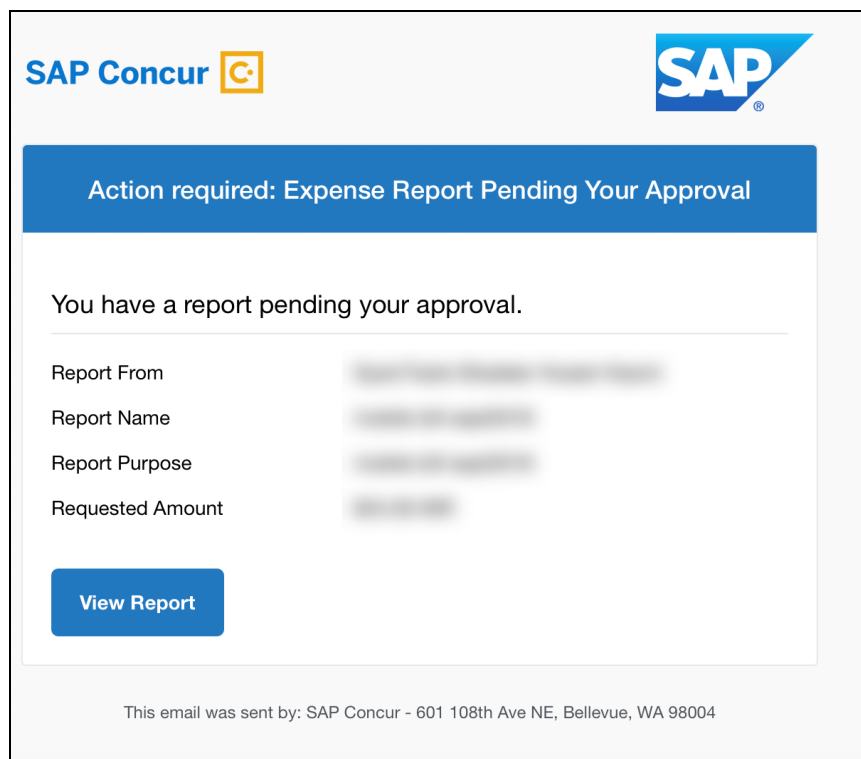 SAP Concur
SAP
Action required: Expense Report Pending Your Approval
You have a report pending your approval.
Report From
Report Name
Report Purpose
Requested Amount
View Report
This email was sent by: SAP Concur - 601 108th Ave NE, Bellevue, WA 98004